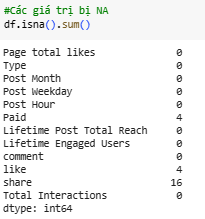 #Các giá trị bị NA
df.isna().sum()
Page total likes 0
Type 0
Post Month 0
Post Weekday 0
Post Hour 0
Paid 4
Lifetime Post Total Reach 0
Lifetime Engaged Users 0
comment 0
like 4
share 16
Total Interactions 0
dtype: int64